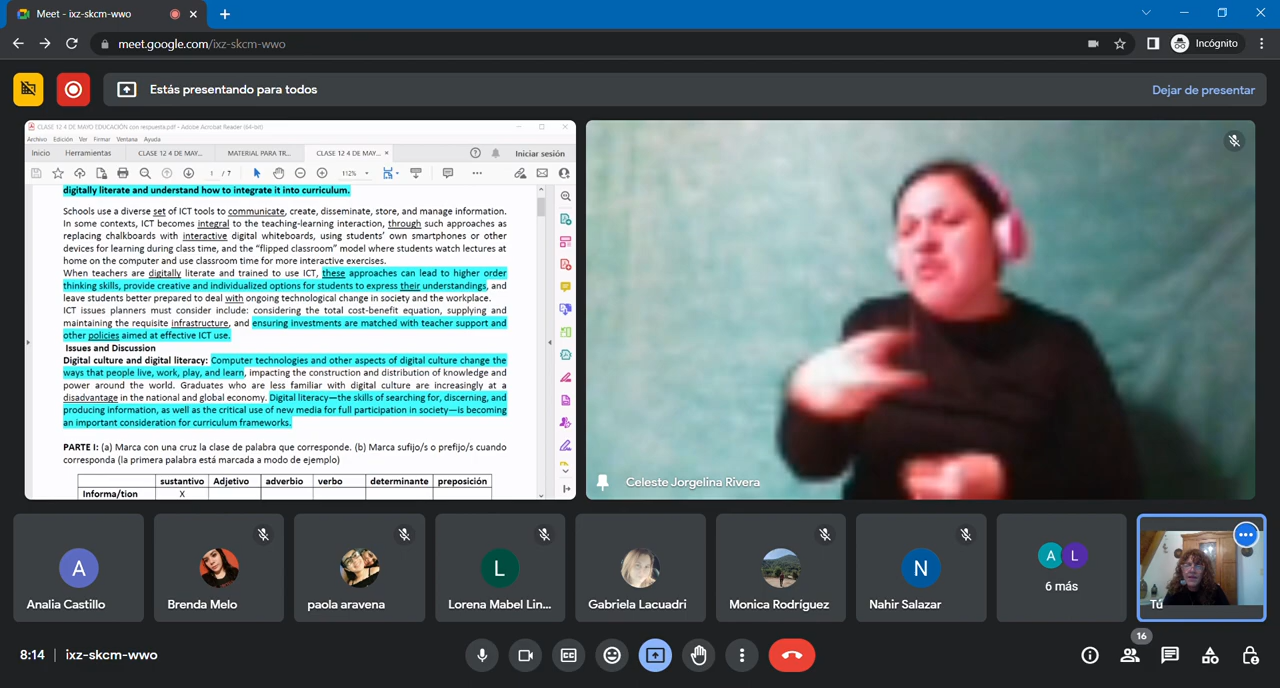 Meet - ixz-skcm-wwo
meet.google.com/ixz-skcm-wwo
Incógnito
Estás presentando para todos
Dejar de presentar
CLASE 12 4 DE MAYO EDUCACIÓN con respuesta.pdf - Adobe Acrobat Reader (64-bit)
Archivo Edición Ver Firmar Ventana Ayuda
Inicio Herramientas CLASE 12 4 DE MAY... MATERIAL PARA TR... CLASE 12 4 DE MAY... × Iniciar sesión
1 / 7 112%
digitally literate and understand how to integrate it into curriculum.
Schools use a diverse set of ICT tools to communicate, create, disseminate, store, and manage information.
In some contexts, ICT becomes integral to the teaching-learning interaction, through such approaches as
replacing chalkboards with interactive digital whiteboards, using students’ own smartphones or other
devices for learning during class time, and the “flipped classroom” model where students watch lectures at
home on the computer and use classroom time for more interactive exercises.
When teachers are digitally literate and trained to use ICT, these approaches can lead to higher order
thinking skills, provide creative and individualized options for students to express their understandings, and
leave students better prepared to deal with ongoing technological change in society and the workplace.
ICT issues planners must consider include: considering the total cost-benefit equation, supplying and
maintaining the requisite infrastructure, and ensuring investments are matched with teacher support and
other policies aimed at effective ICT use.
Issues and Discussion
Digital culture and digital literacy: Computer technologies and other aspects of digital culture change the
ways that people live, work, play, and learn, impacting the construction and distribution of knowledge and
power around the world. Graduates who are less familiar with digital culture are increasingly at a
disadvantage in the national and global economy. Digital literacy—the skills of searching for, discerning, and
producing information, as well as the critical use of new media for full participation in society—is becoming
an important consideration for curriculum frameworks.
PARTE I: (a) Marca con una cruz la clase de palabra que corresponde. (b) Marca sufijo/s o prefijo/s cuando
corresponda (la primera palabra está marcada a modo de ejemplo)
sustantivo Adjetivo adverbio verbo determinante preposición
Informa/tion X
Celeste Jorgelina Rivera
A
L
N
A L
Analia Castillo
Brenda Melo
paola aravena
Lorena Mabel Lin...
Gabriela Lacuadri
Monica Rodríguez
Nahir Salazar
6 más
Tú
16
8:14 | ixz-skcm-wwo